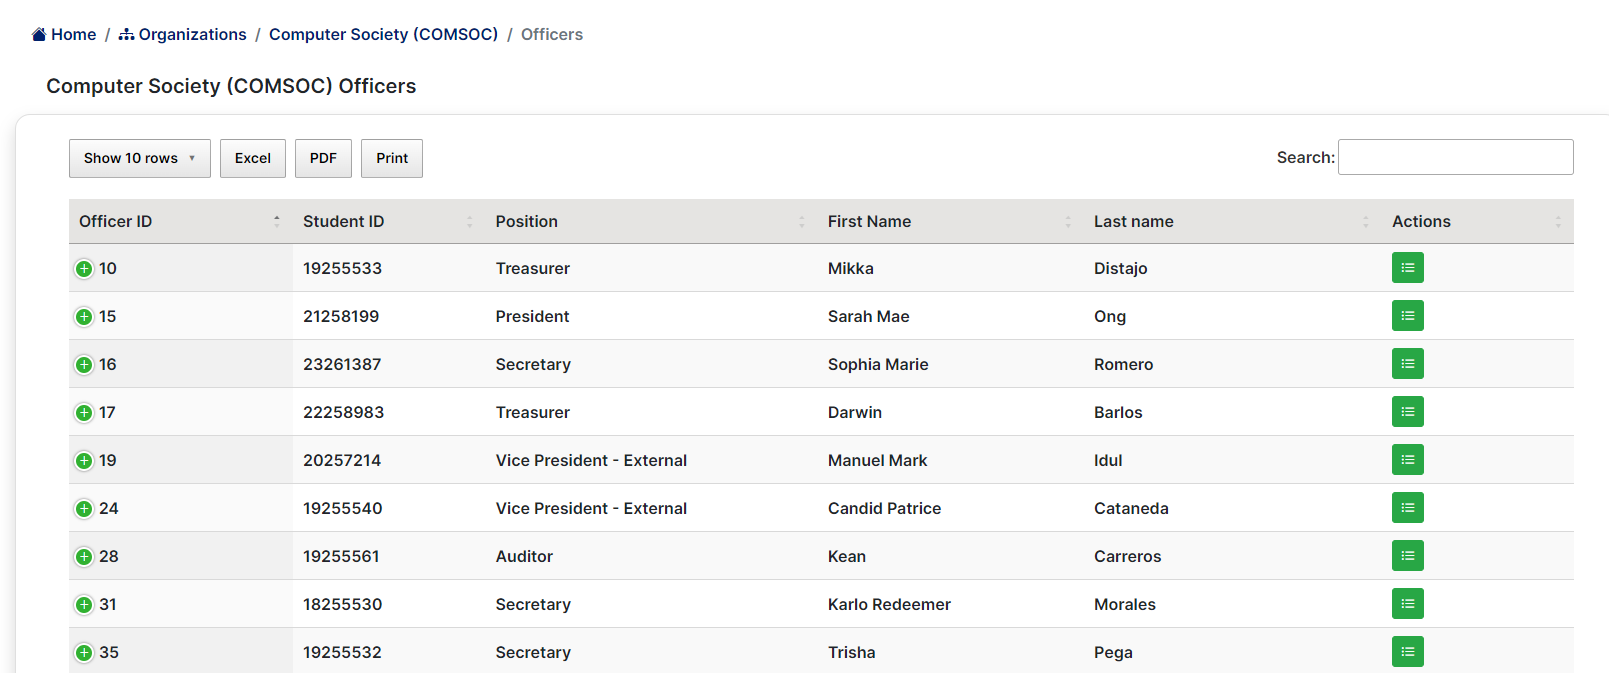 Home / Organizations / Computer Society (COMSOC) / Officers
Computer Society (COMSOC) Officers
Show 10 rows Excel PDF Print Search:
Officer ID Student ID Position First Name Last name Actions
10 19255533 Treasurer Mikka Distajo
15 21258199 President Sarah Mae Ong
16 23261387 Secretary Sophia Marie Romero
17 22258983 Treasurer Darwin Barlos
19 20257214 Vice President - External Manuel Mark Idul
24 19255540 Vice President - External Candid Patrice Cataneda
28 19255561 Auditor Kean Carreros
31 18255530 Secretary Karlo Redeemer Morales
35 19255532 Secretary Trisha Pega